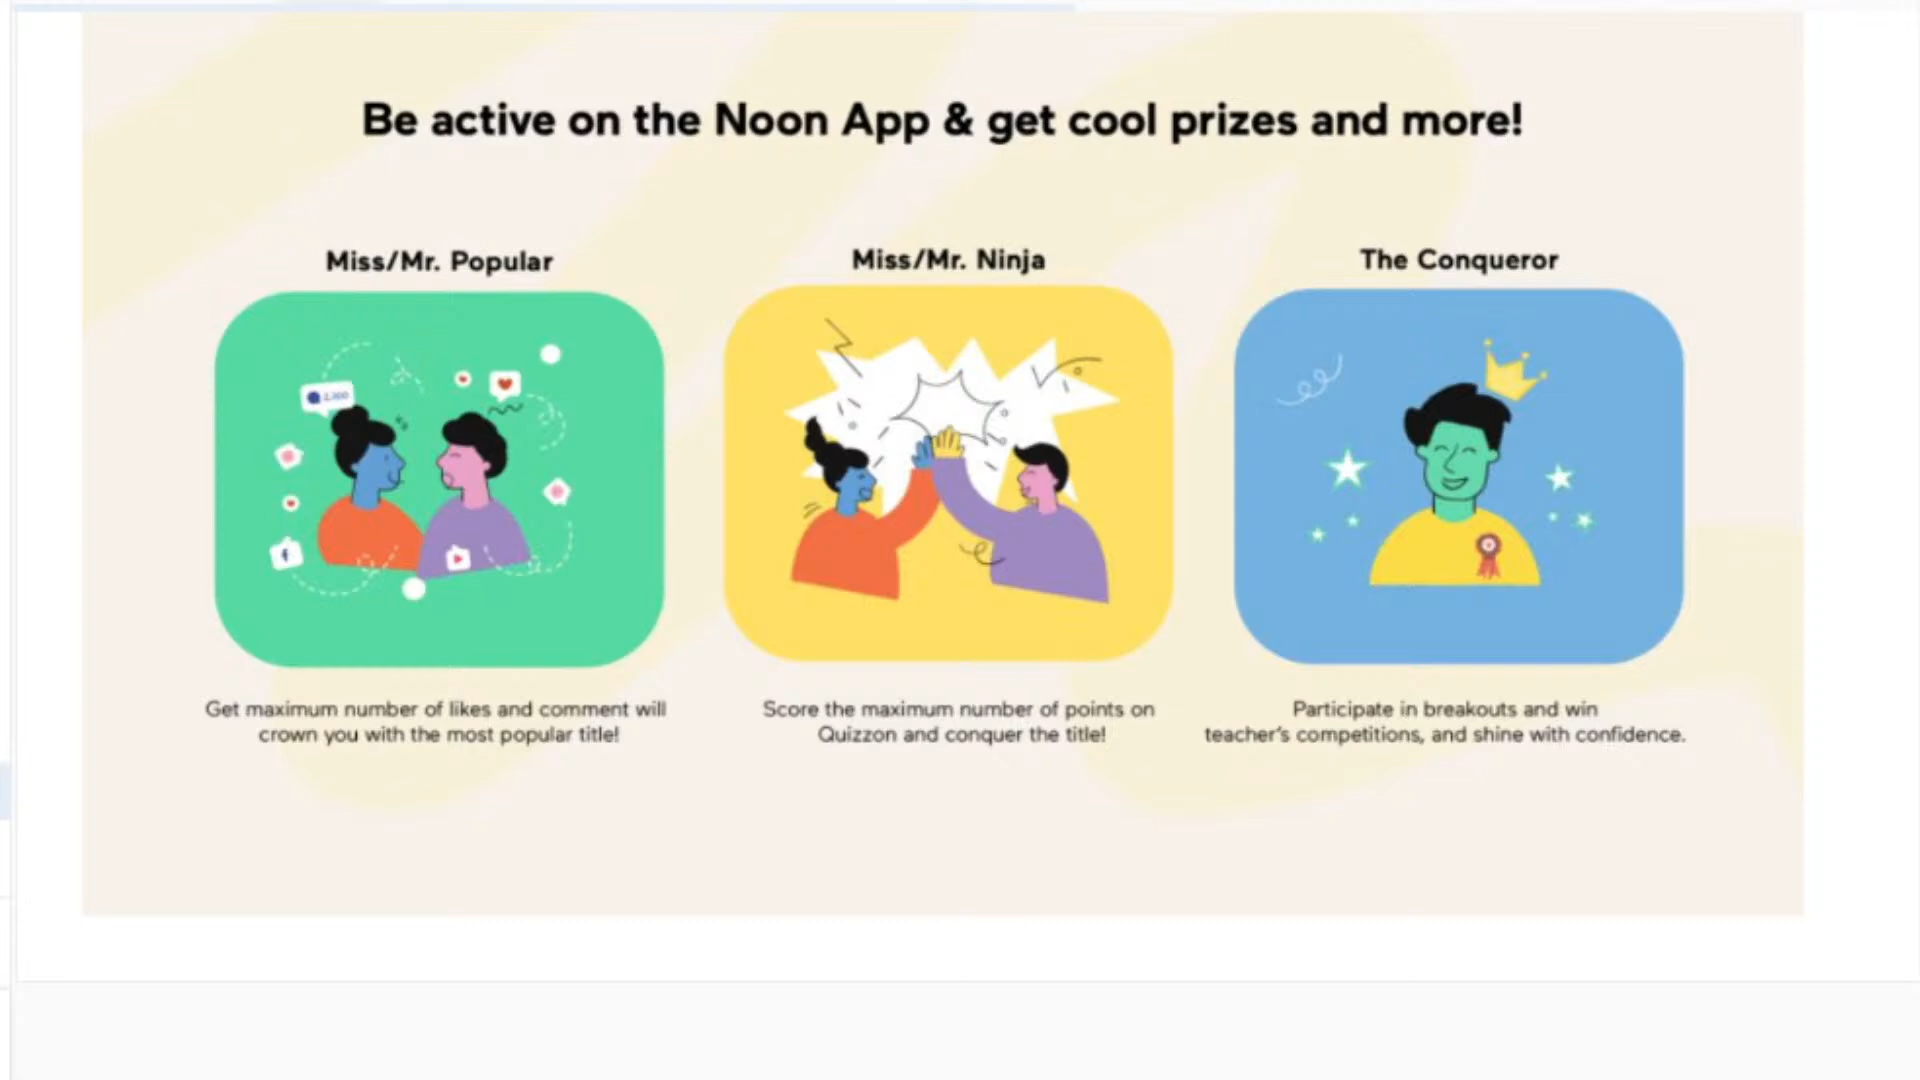 Be active on the Noon App & get cool prizes and more!
Miss/Mr. Popular
Miss/Mr. Ninja
The Conqueror
Get maximum number of likes and comment will
crown you with the most popular title!
Score the maximum number of points on
Quizzon and conquer the title!
Participate in breakouts and win
teacher's competitions, and shine with confidence.